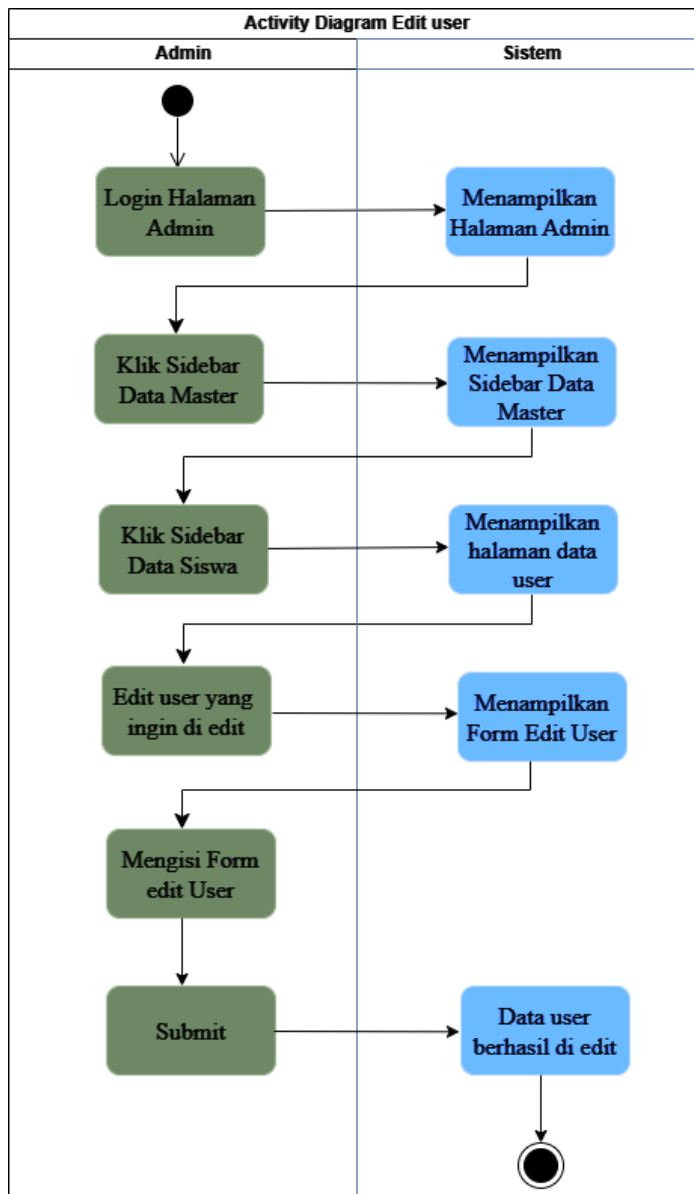 Activity Diagram Edit user
Admin
Sistem
Login Halaman
Admin
Menampilkan
Halaman Admin
Klik Sidebar
Data Master
Menampilkan
Sidebar Data
Master
Klik Sidebar
Data Siswa
Menampilkan
halaman data
user
Edit user yang
ingin di edit
Menampilkan
Form Edit User
Mengisi Form
edit User
Submit
Data user
berhasil di edit